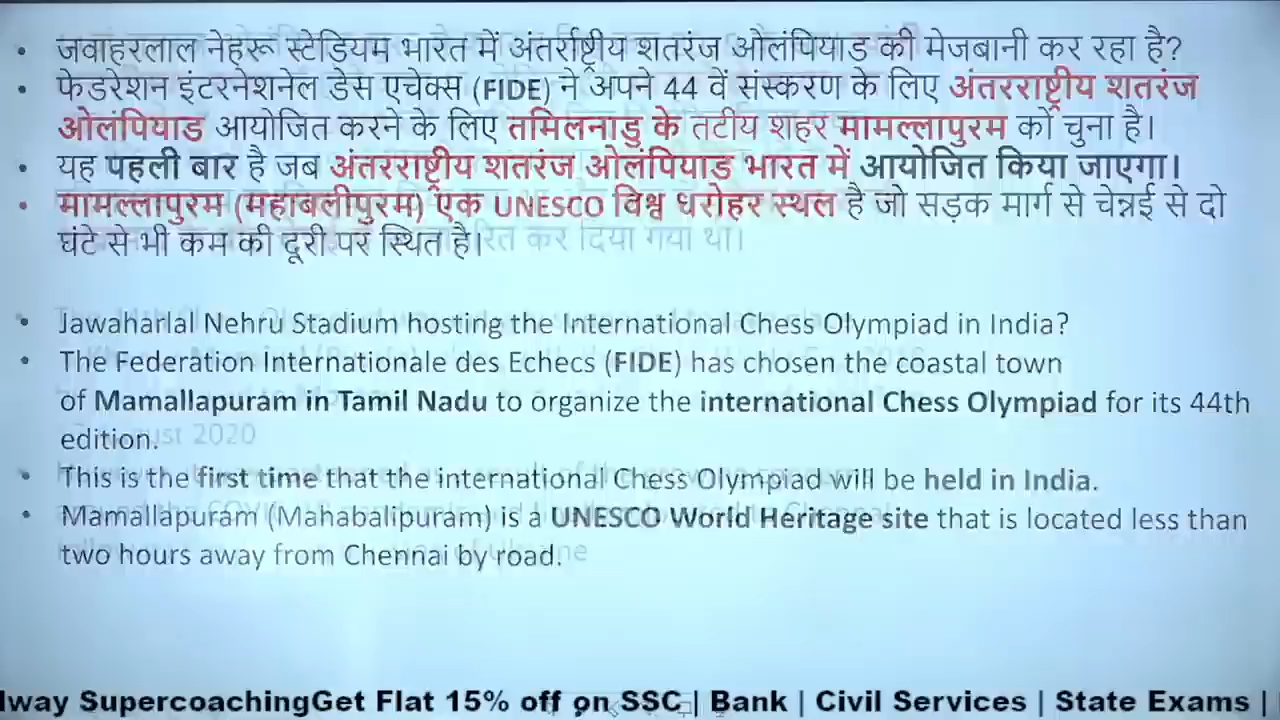 • जवाहरलाल नेहरू स्टेडियम भारत में अंतर्राष्ट्रीय शतरंज ओलंपियाड की मेजबानी कर रहा है?
• फेडरेशन इंटरनेशनेल डेस एचेक्स (FIDE) ने अपने 44 वें संस्करण के लिए अंतरराष्ट्रीय शतरंज
ओलंपियाड आयोजित करने के लिए तमिलनाडु के तटीय शहर मामल्लापुरम को चुना है।
• यह पहली बार है जब अंतरराष्ट्रीय शतरंज ओलंपियाड भारत में आयोजित किया जाएगा।
• मामल्लापुरम (महाबलीपुरम) एक UNESCO विश्व धरोहर स्थल है जो सड़क मार्ग से चेन्नई से दो
घंटे से भी कम की दूरी पर स्थित है।
कर दिया गया था।
• Jawaharlal Nehru Stadium hosting the International Chess Olympiad in India?
• The Federation Internationale des Echecs (FIDE) has chosen the coastal town
of Mamallapuram in Tamil Nadu to organize the international Chess Olympiad for its 44th
edition.
2020
• This is the first time that the international Chess Olympiad will be held in India.
• Mamallapuram (Mahabalipuram) is a UNESCO World Heritage site that is located less than
two hours away from Chennai by road.
lway SupercoachingGet Flat 15% off on SSC | Bank | Civil Services | State Exams |